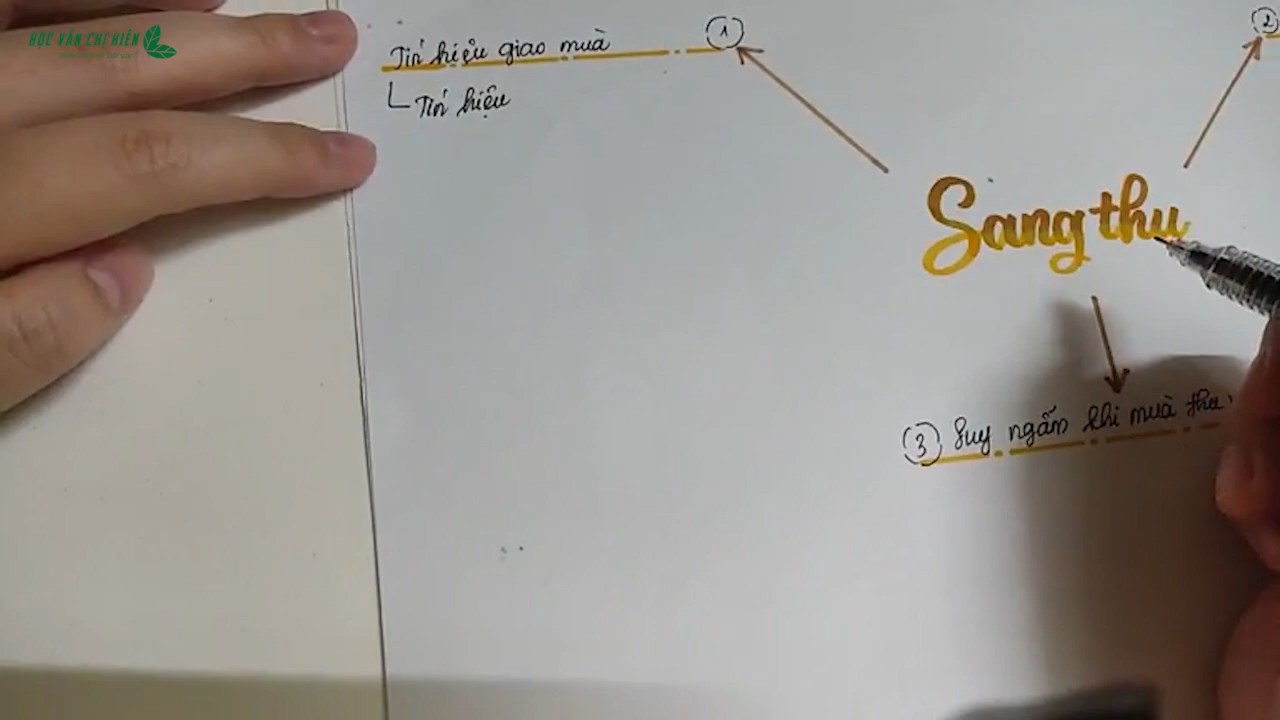 HỌC VĂN CHỊ HIÊN
Tín hiệu giao mùa 1
Tín hiệu
2
Sang thu
3 Suy ngẫm khi mùa thu